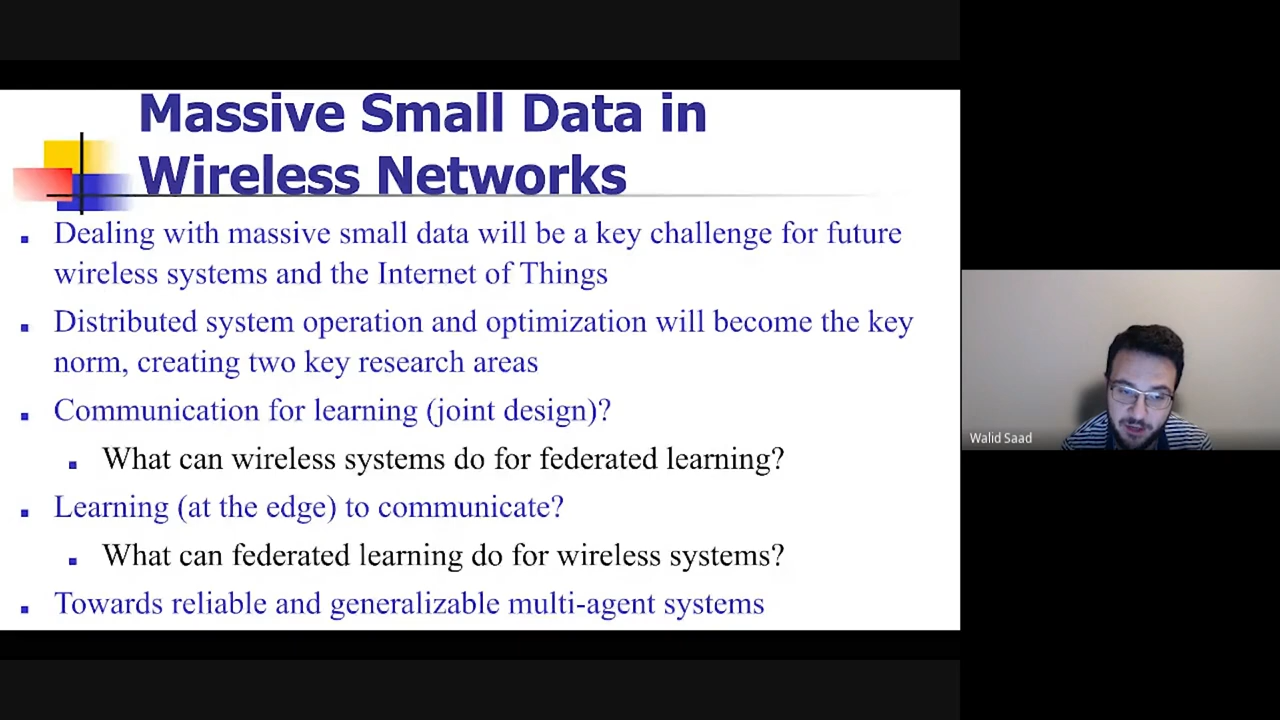 Massive Small Data in
Wireless Networks
Dealing with massive small data will be a key challenge for future
wireless systems and the Internet of Things
Distributed system operation and optimization will become the key
norm, creating two key research areas
Communication for learning (joint design)?
What can wireless systems do for federated learning?
Learning (at the edge) to communicate?
What can federated learning do for wireless systems?
Towards reliable and generalizable multi-agent systems
Walid Saad